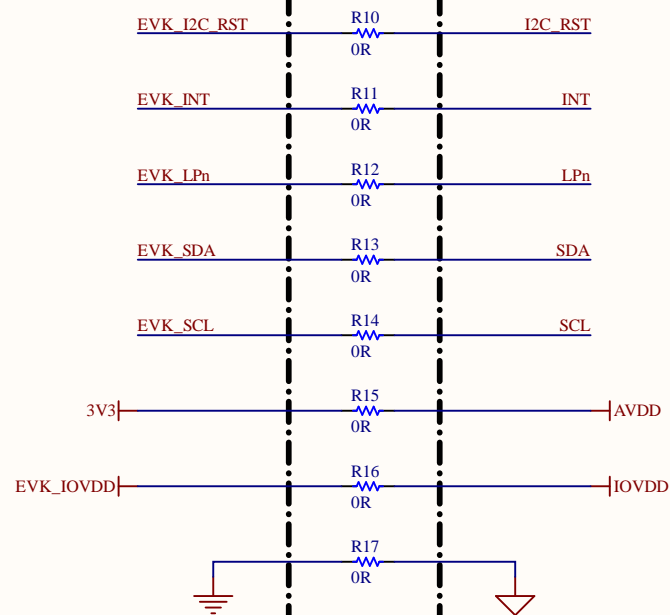 EVK_I2C_RST R10 I2C_RST
0R
EVK_INT R11 INT
0R
EVK_LPn R12 LPn
0R
EVK_SDA R13 SDA
0R
EVK_SCL R14 SCL
0R
3V3 R15 AVDD
0R
EVK_IOVDD R16 IOVDD
0R
R17
0R